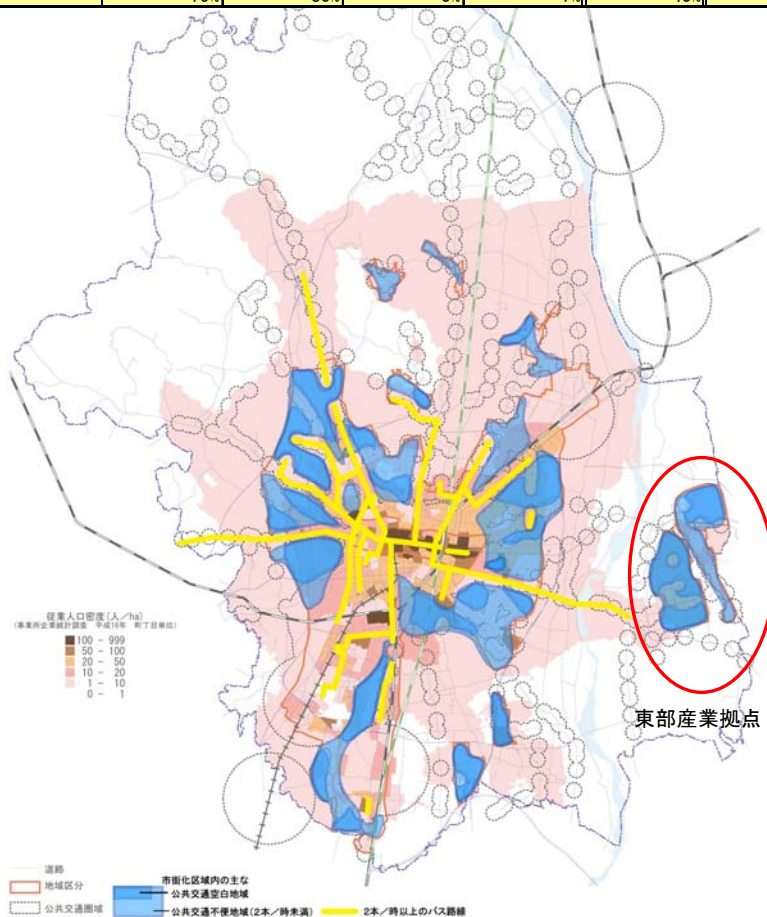 従業人口密度(人/ha)
(事業所企業統計調査 平成16年 町丁目単位)
100 - 999
50 - 100
20 - 50
10 - 20
1 - 10
0 - 1
東部産業拠点
道路
地域区分
公共交通圏域
市街化区域内の主な
公共交通空白地域
公共交通不便地域(2本/時未満)
2本/時以上のバス路線